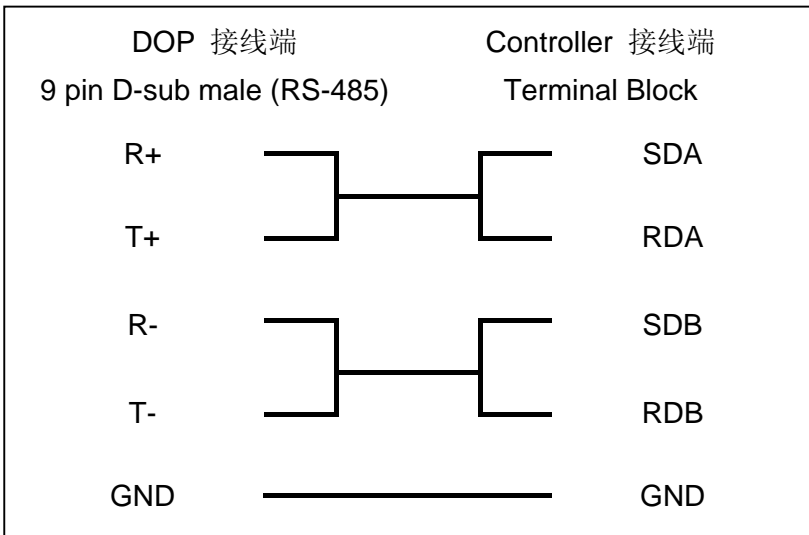 DOP 接线端 Controller 接线端
9 pin D-sub male (RS-485) Terminal Block
R+ SDA
T+ RDA
R- SDB
T- RDB
GND GND